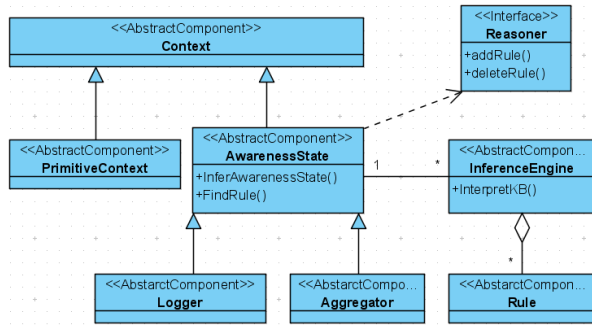 <<AbstractComponent>>
Context
<<Interface>>
Reasoner
+addRule()
+deleteRule()
<<AbstractComponent>>
PrimitiveContext
<<AbstractComponent>>
AwarenessState
+InferAwarenessState()
+FindRule()
1
*
<<AbstractCompon...
InferenceEngine
+InterpretKB()
*
<<AbstarctComponent>>
Logger
<<AbstarctCompo...
Aggregator
<<AbstractCompon...
Rule